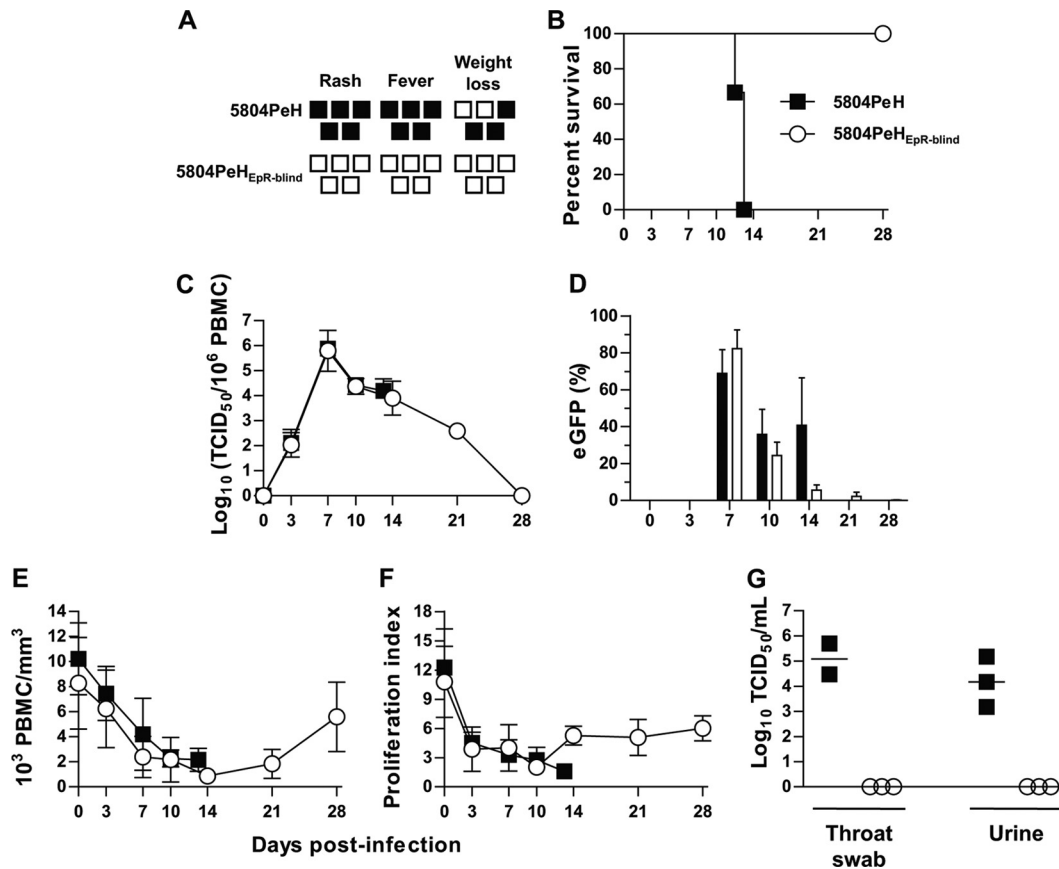 A
Rash Fever Weight loss
5804PeH
5804PeH_EpR-blind
B
Percent survival
100
80
60
40
20
0
0 3 7 10 14 21 28
5804PeH
5804PeH_EpR-blind
C
Log10 (TCID50/10^6 PBMC)
7
6
5
4
3
2
1
0
0 3 7 10 14 21 28
D
eGFP (%)
100
80
60
40
20
0
0 3 7 10 14 21 28
E
10^3 PBMC/mm^3
14
12
10
8
6
4
2
0
0 3 7 10 14 21 28
F
Proliferation index
18
15
12
9
6
3
0
0 3 7 10 14 21 28
Days post-infection
G
Log10 TCID50/mL
7
6
5
4
3
2
1
0
Throat
swab
Urine